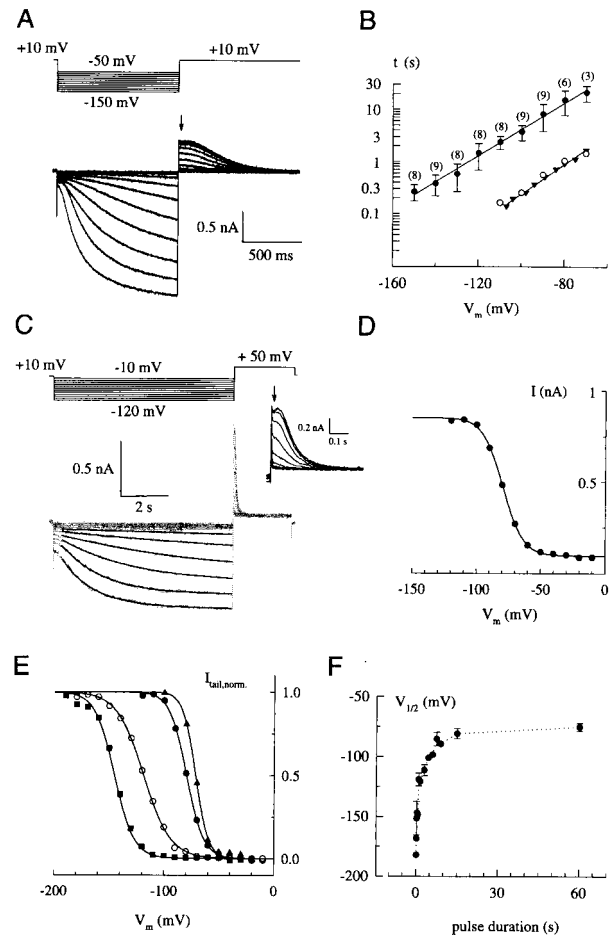 A
+10 mV
-50 mV
+10 mV
-150 mV
0.5 nA
500 ms
B
t (s)
30
10
3
1
0.3
0.1
(8)
(9)
(8)
(8)
(8)
(9)
(9)
(6)
(3)
-160
-120
-80
V_m (mV)
C
+10 mV
-10 mV
+ 50 mV
-120 mV
0.5 nA
2 s
0.2 nA
0.1 s
D
I (nA)
1
0.5
0
-150
-100
-50
0
V_m (mV)
E
I_tail,norm.
1.0
0.5
0.0
-200
-100
0
V_m (mV)
F
V_1/2 (mV)
-50
-75
-100
-150
-200
0
20
40
60
pulse duration (s)